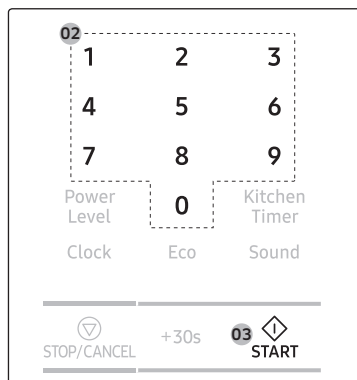 02
1 2 3
4 5 6
7 8 9
Power Level 0 Kitchen Timer
Clock Eco Sound
STOP/CANCEL +30s 03 START